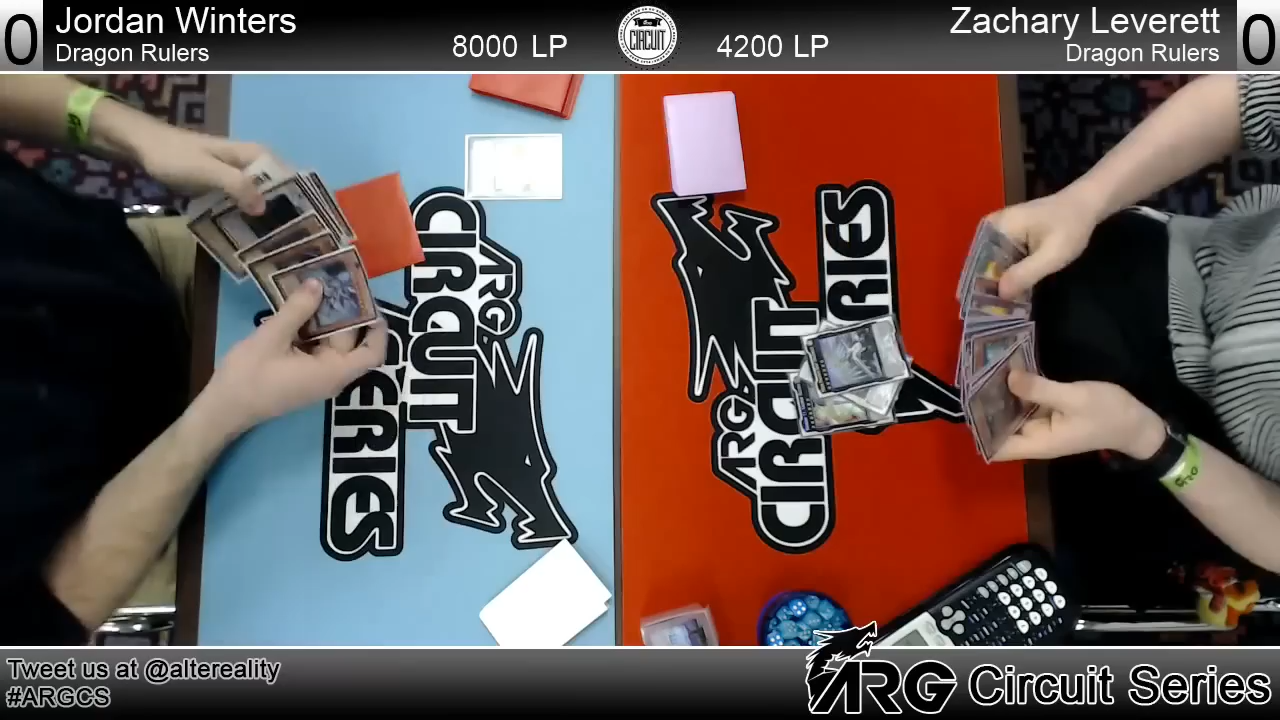 0
Jordan Winters
Dragon Rulers
8000 LP
CIRCUIT
4200 LP
Zachary Leverett
Dragon Rulers
0
ARG
CIRCUIT
SERIES
ARG
CIRCUIT
SERIES
Tweet us at @altereality
#ARGCS
ARG Circuit Series